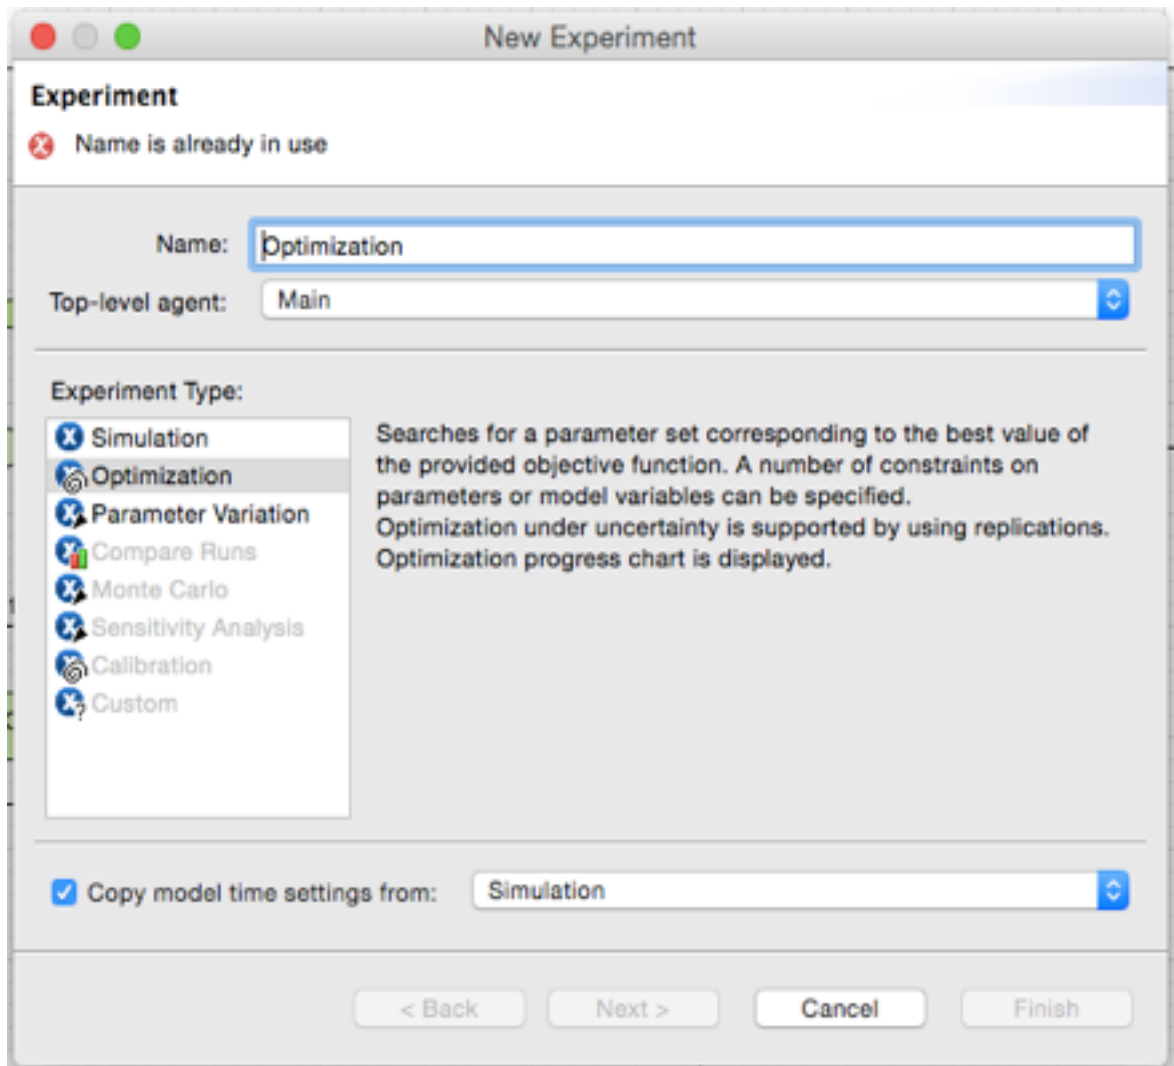 New Experiment
Experiment
Name is already in use
Name: Optimization
Top-level agent: Main
Experiment Type:
Simulation
Optimization
Parameter Variation
Compare Runs
Monte Carlo
Sensitivity Analysis
Calibration
Custom
Searches for a parameter set corresponding to the best value of
the provided objective function. A number of constraints on
parameters or model variables can be specified.
Optimization under uncertainty is supported by using replications.
Optimization progress chart is displayed.
Copy model time settings from: Simulation
< Back Next > Cancel Finish